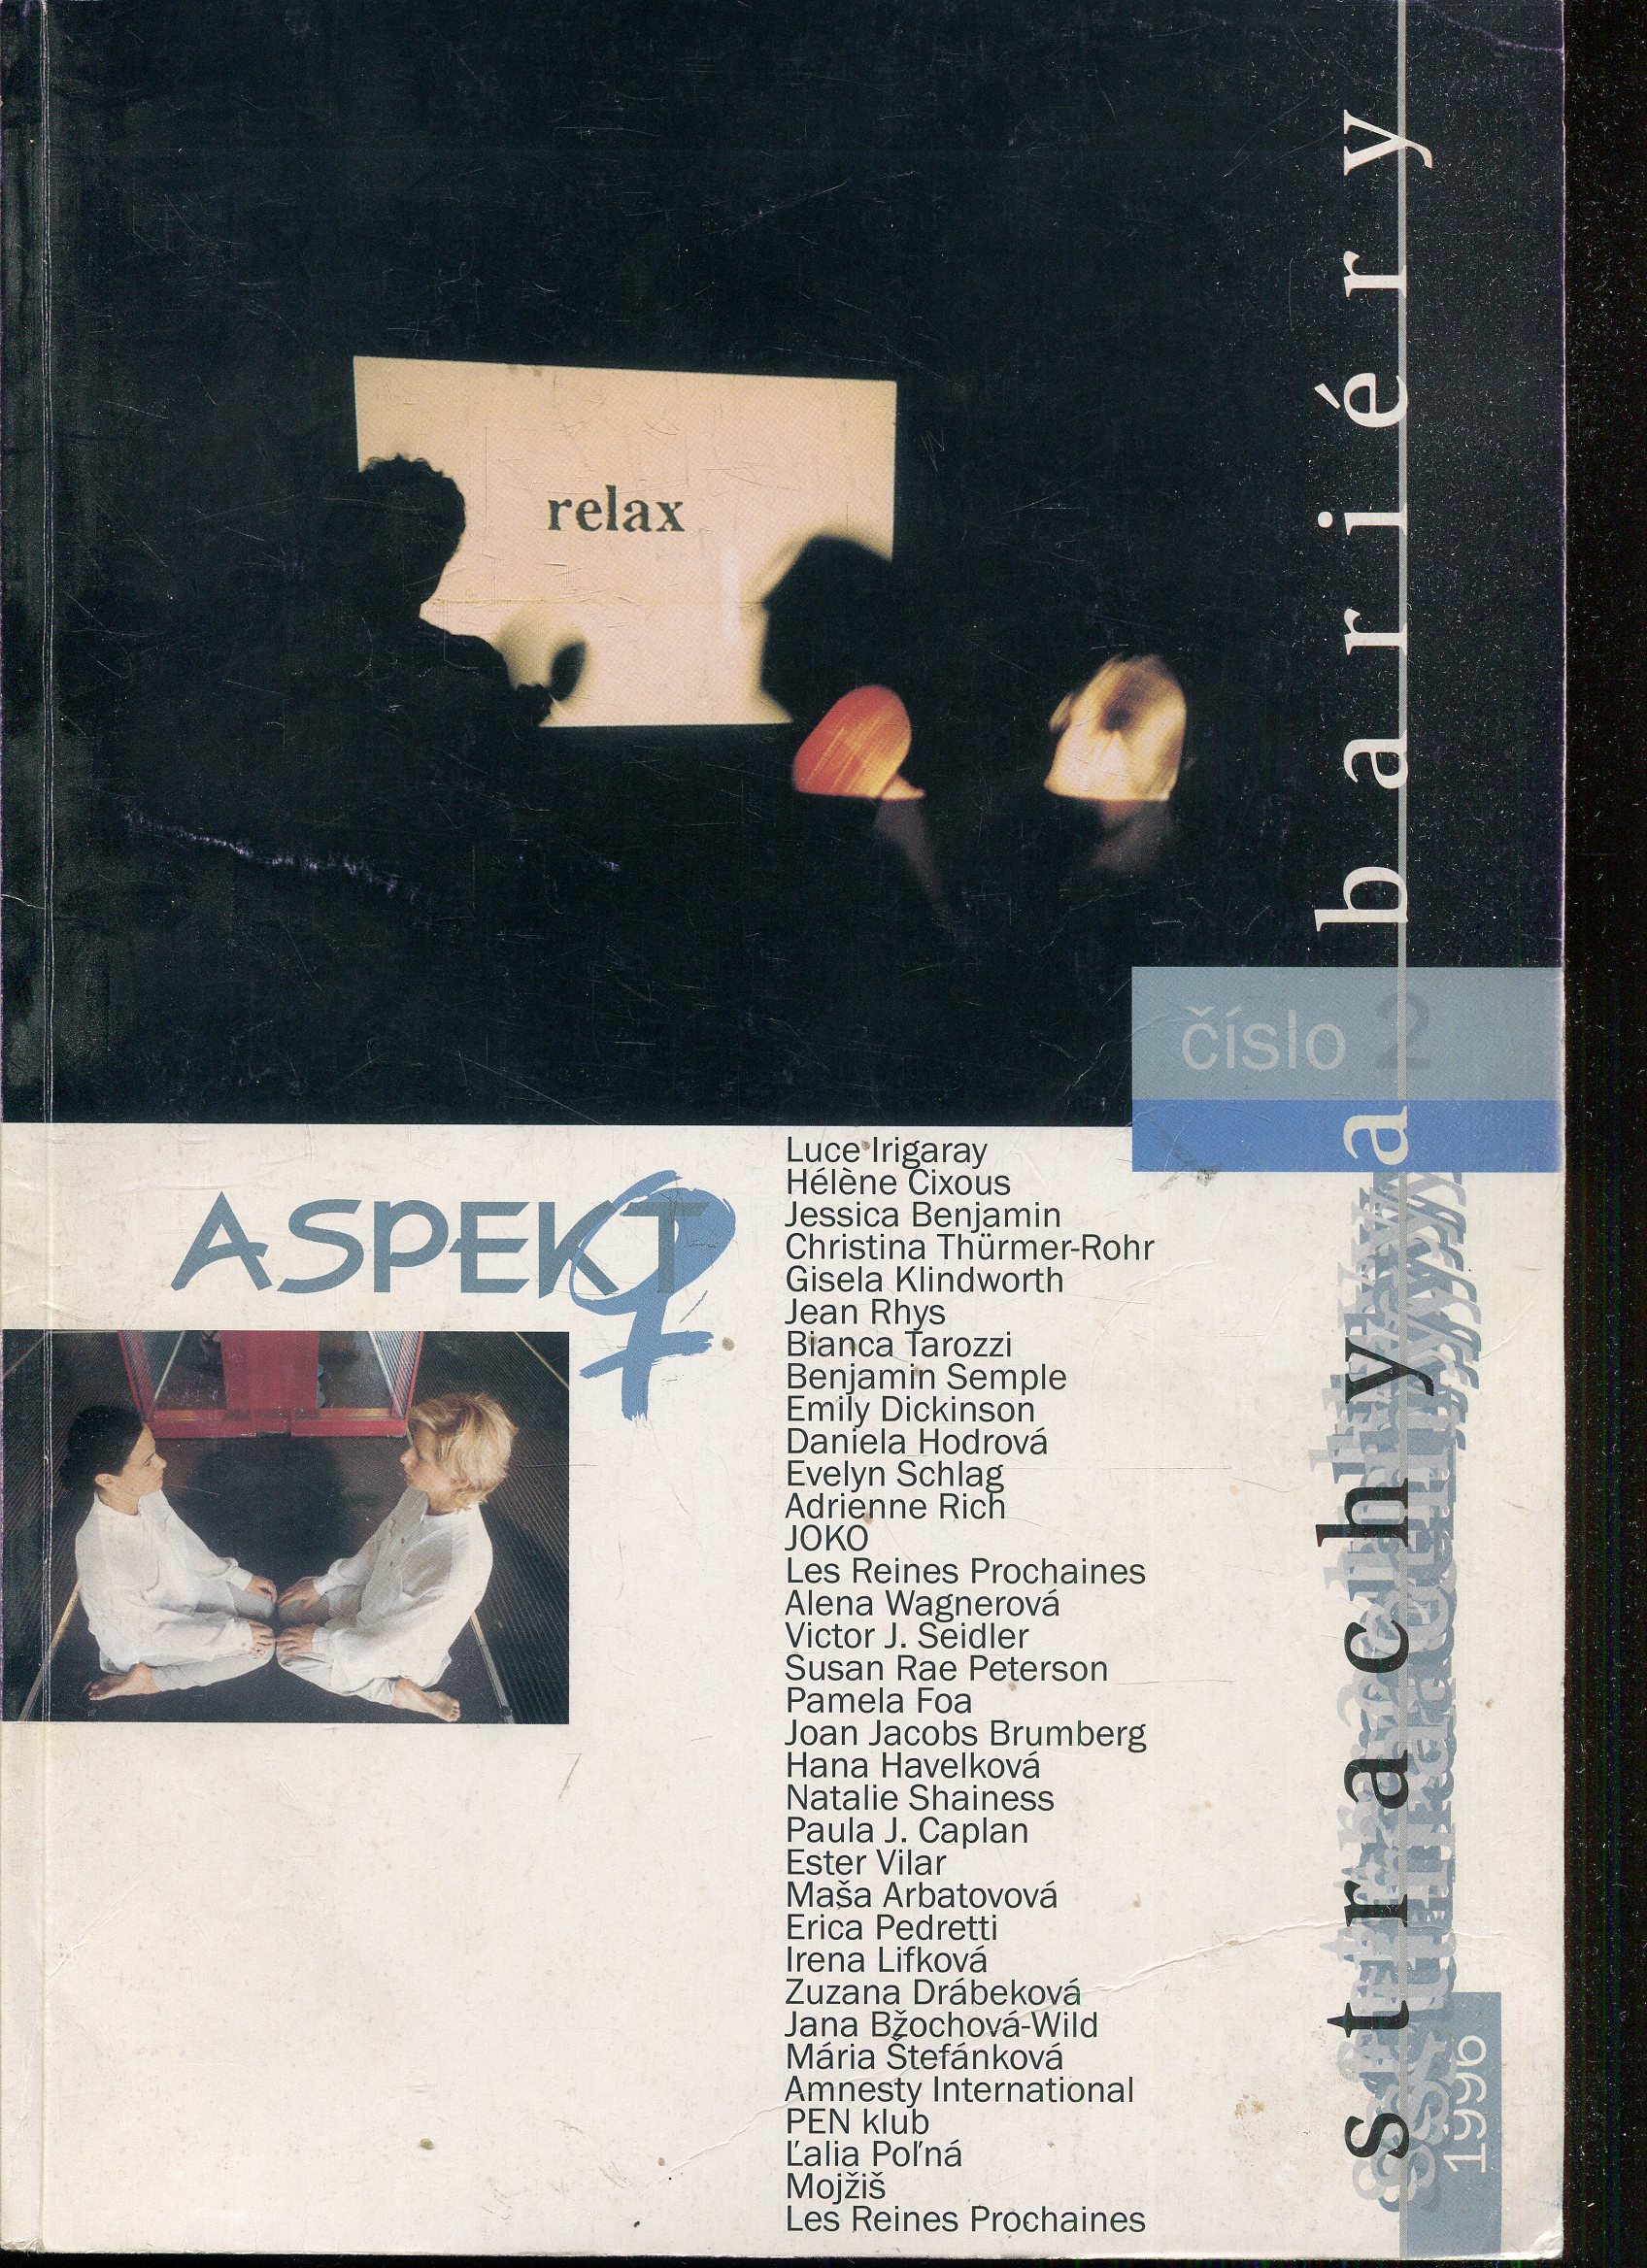 relax
strachy a bariéry
číslo 2
ASPEKT
Luce Irigaray
Hélène Cixous
Jessica Benjamin
Christina Thürmer-Rohr
Gisela Klindworth
Jean Rhys
Bianca Tarozzi
Benjamin Semple
Emily Dickinson
Daniela Hodrová
Evelyn Schlag
Adrienne Rich
JOKO
Les Reines Prochaines
Alena Wagnerová
Victor J. Seidler
Susan Rae Peterson
Pamela Foa
Joan Jacobs Brumberg
Hana Havelková
Natalie Shainess
Paula J. Caplan
Ester Vilar
Maša Arbatovová
Erica Pedretti
Irena Lifková
Zuzana Drábeková
Jana Bžochová-Wild
Mária Štefánková
Amnesty International
PEN klub
Ľalia Poľná
Mojžiš
Les Reines Prochaines
1996